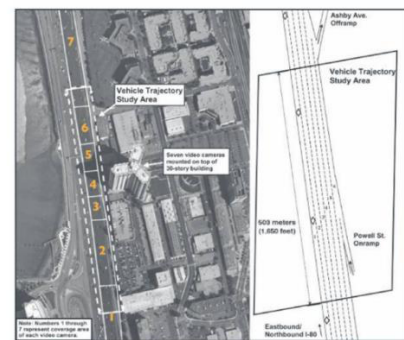 7
6
5
4
3
2
1
Vehicle Trajectory
Study Area
Seven video cameras
mounted on top of
30-story building
Note: Numbers 1 through
7 represent coverage area
of each video camera.
Ashby Ave.
Offramp
Vehicle Trajectory
Study Area
503 meters
(1,650 feet)
Powell St.
Onramp
Eastbound/
Northbound I-80